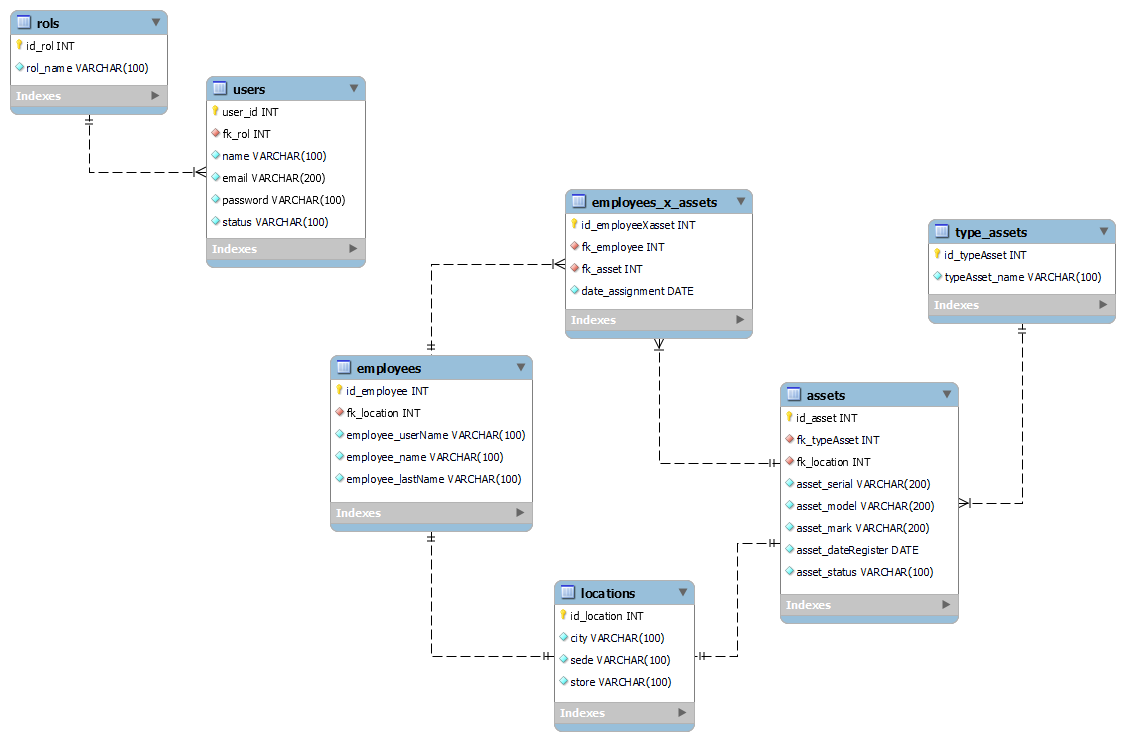 rols
id_rol INT
rol_name VARCHAR(100)
Indexes
users
user_id INT
fk_rol INT
name VARCHAR(100)
email VARCHAR(200)
password VARCHAR(100)
status VARCHAR(100)
Indexes
employees_x_assets
id_employeeXasset INT
fk_employee INT
fk_asset INT
date_assignment DATE
Indexes
type_assets
id_typeAsset INT
typeAsset_name VARCHAR(100)
Indexes
employees
id_employee INT
fk_location INT
employee_userName VARCHAR(100)
employee_name VARCHAR(100)
employee_lastName VARCHAR(100)
Indexes
assets
id_asset INT
fk_typeAsset INT
fk_location INT
asset_serial VARCHAR(200)
asset_model VARCHAR(200)
asset_mark VARCHAR(200)
asset_dateRegister DATE
asset_status VARCHAR(100)
Indexes
locations
id_location INT
city VARCHAR(100)
sede VARCHAR(100)
store VARCHAR(100)
Indexes